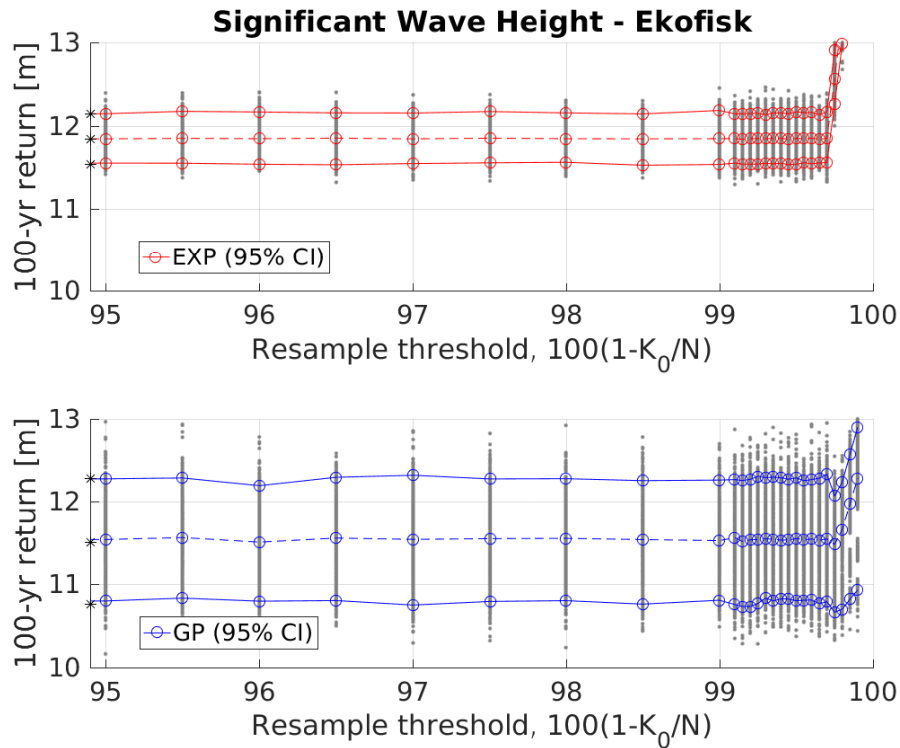 Significant Wave Height - Ekofisk
100-yr return [m]
13
12
11
10
EXP (95% CI)
95 96 97 98 99 100
Resample threshold, 100(1-K₀/N)
100-yr return [m]
13
12
11
10
GP (95% CI)
95 96 97 98 99 100
Resample threshold, 100(1-K₀/N)